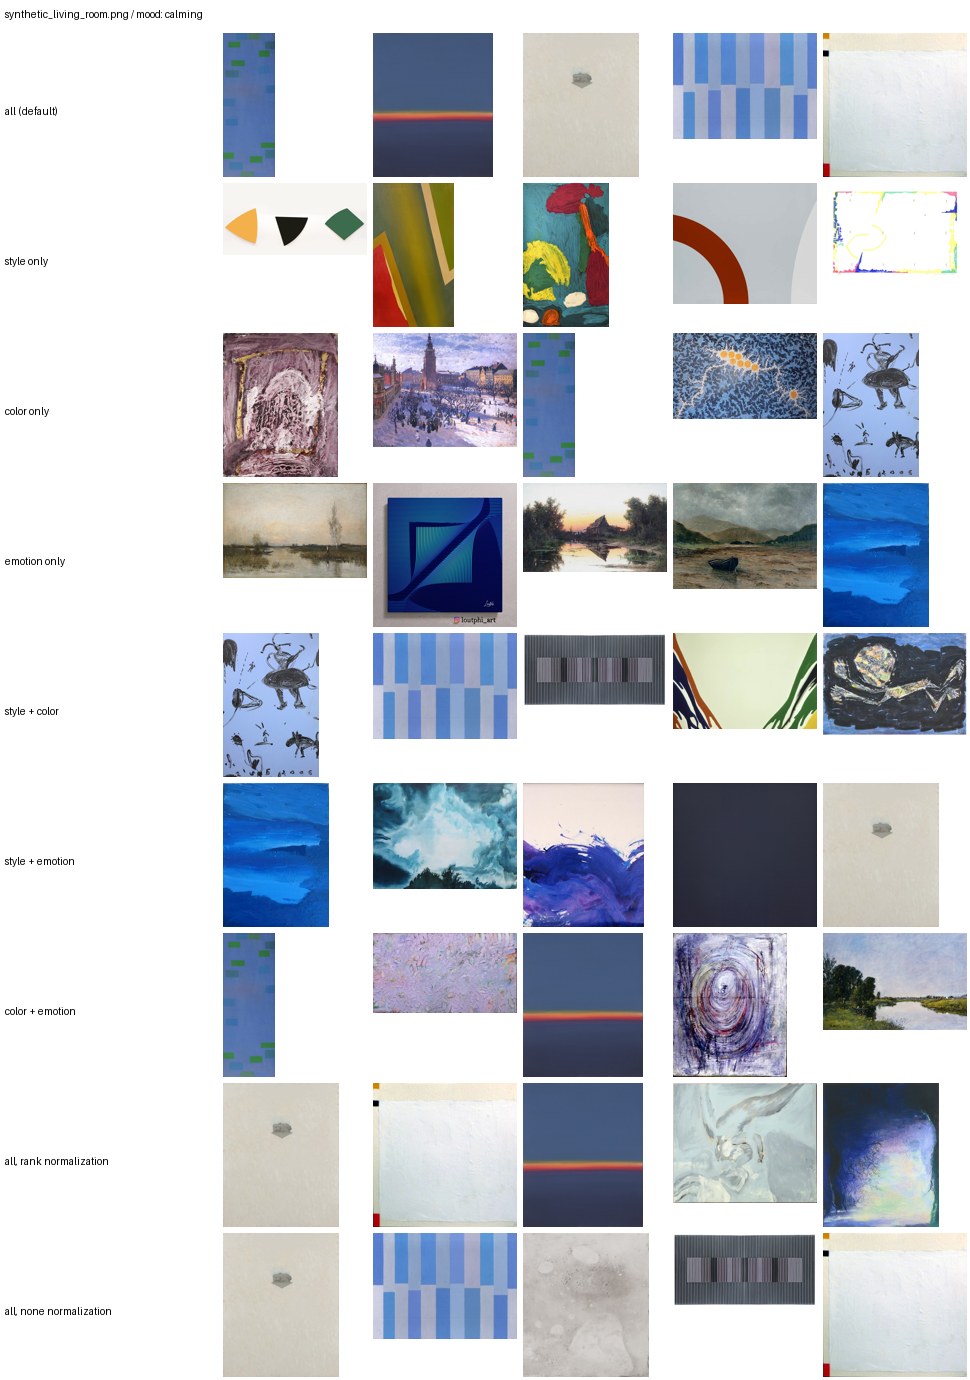 synthetic_living_room.png / mood: calming
all (default)
style only
color only
emotion only
loutphi_art
style + color
style + emotion
color + emotion
all, rank normalization
all, none normalization